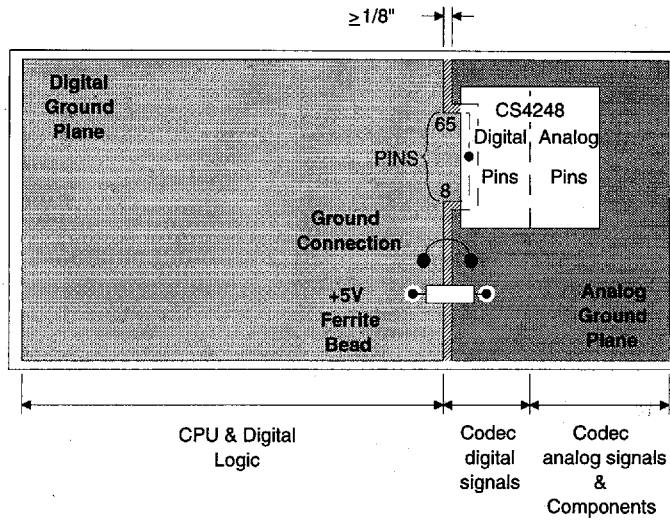 ≥1/8"
Digital
Ground
Plane
CS4248
65
Digital Analog
PINS
Pins Pins
8
Ground
Connection
+5V
Ferrite
Bead
Analog
Ground
Plane
CPU & Digital
Logic
Codec
digital
signals
Codec
analog signals
&
Components